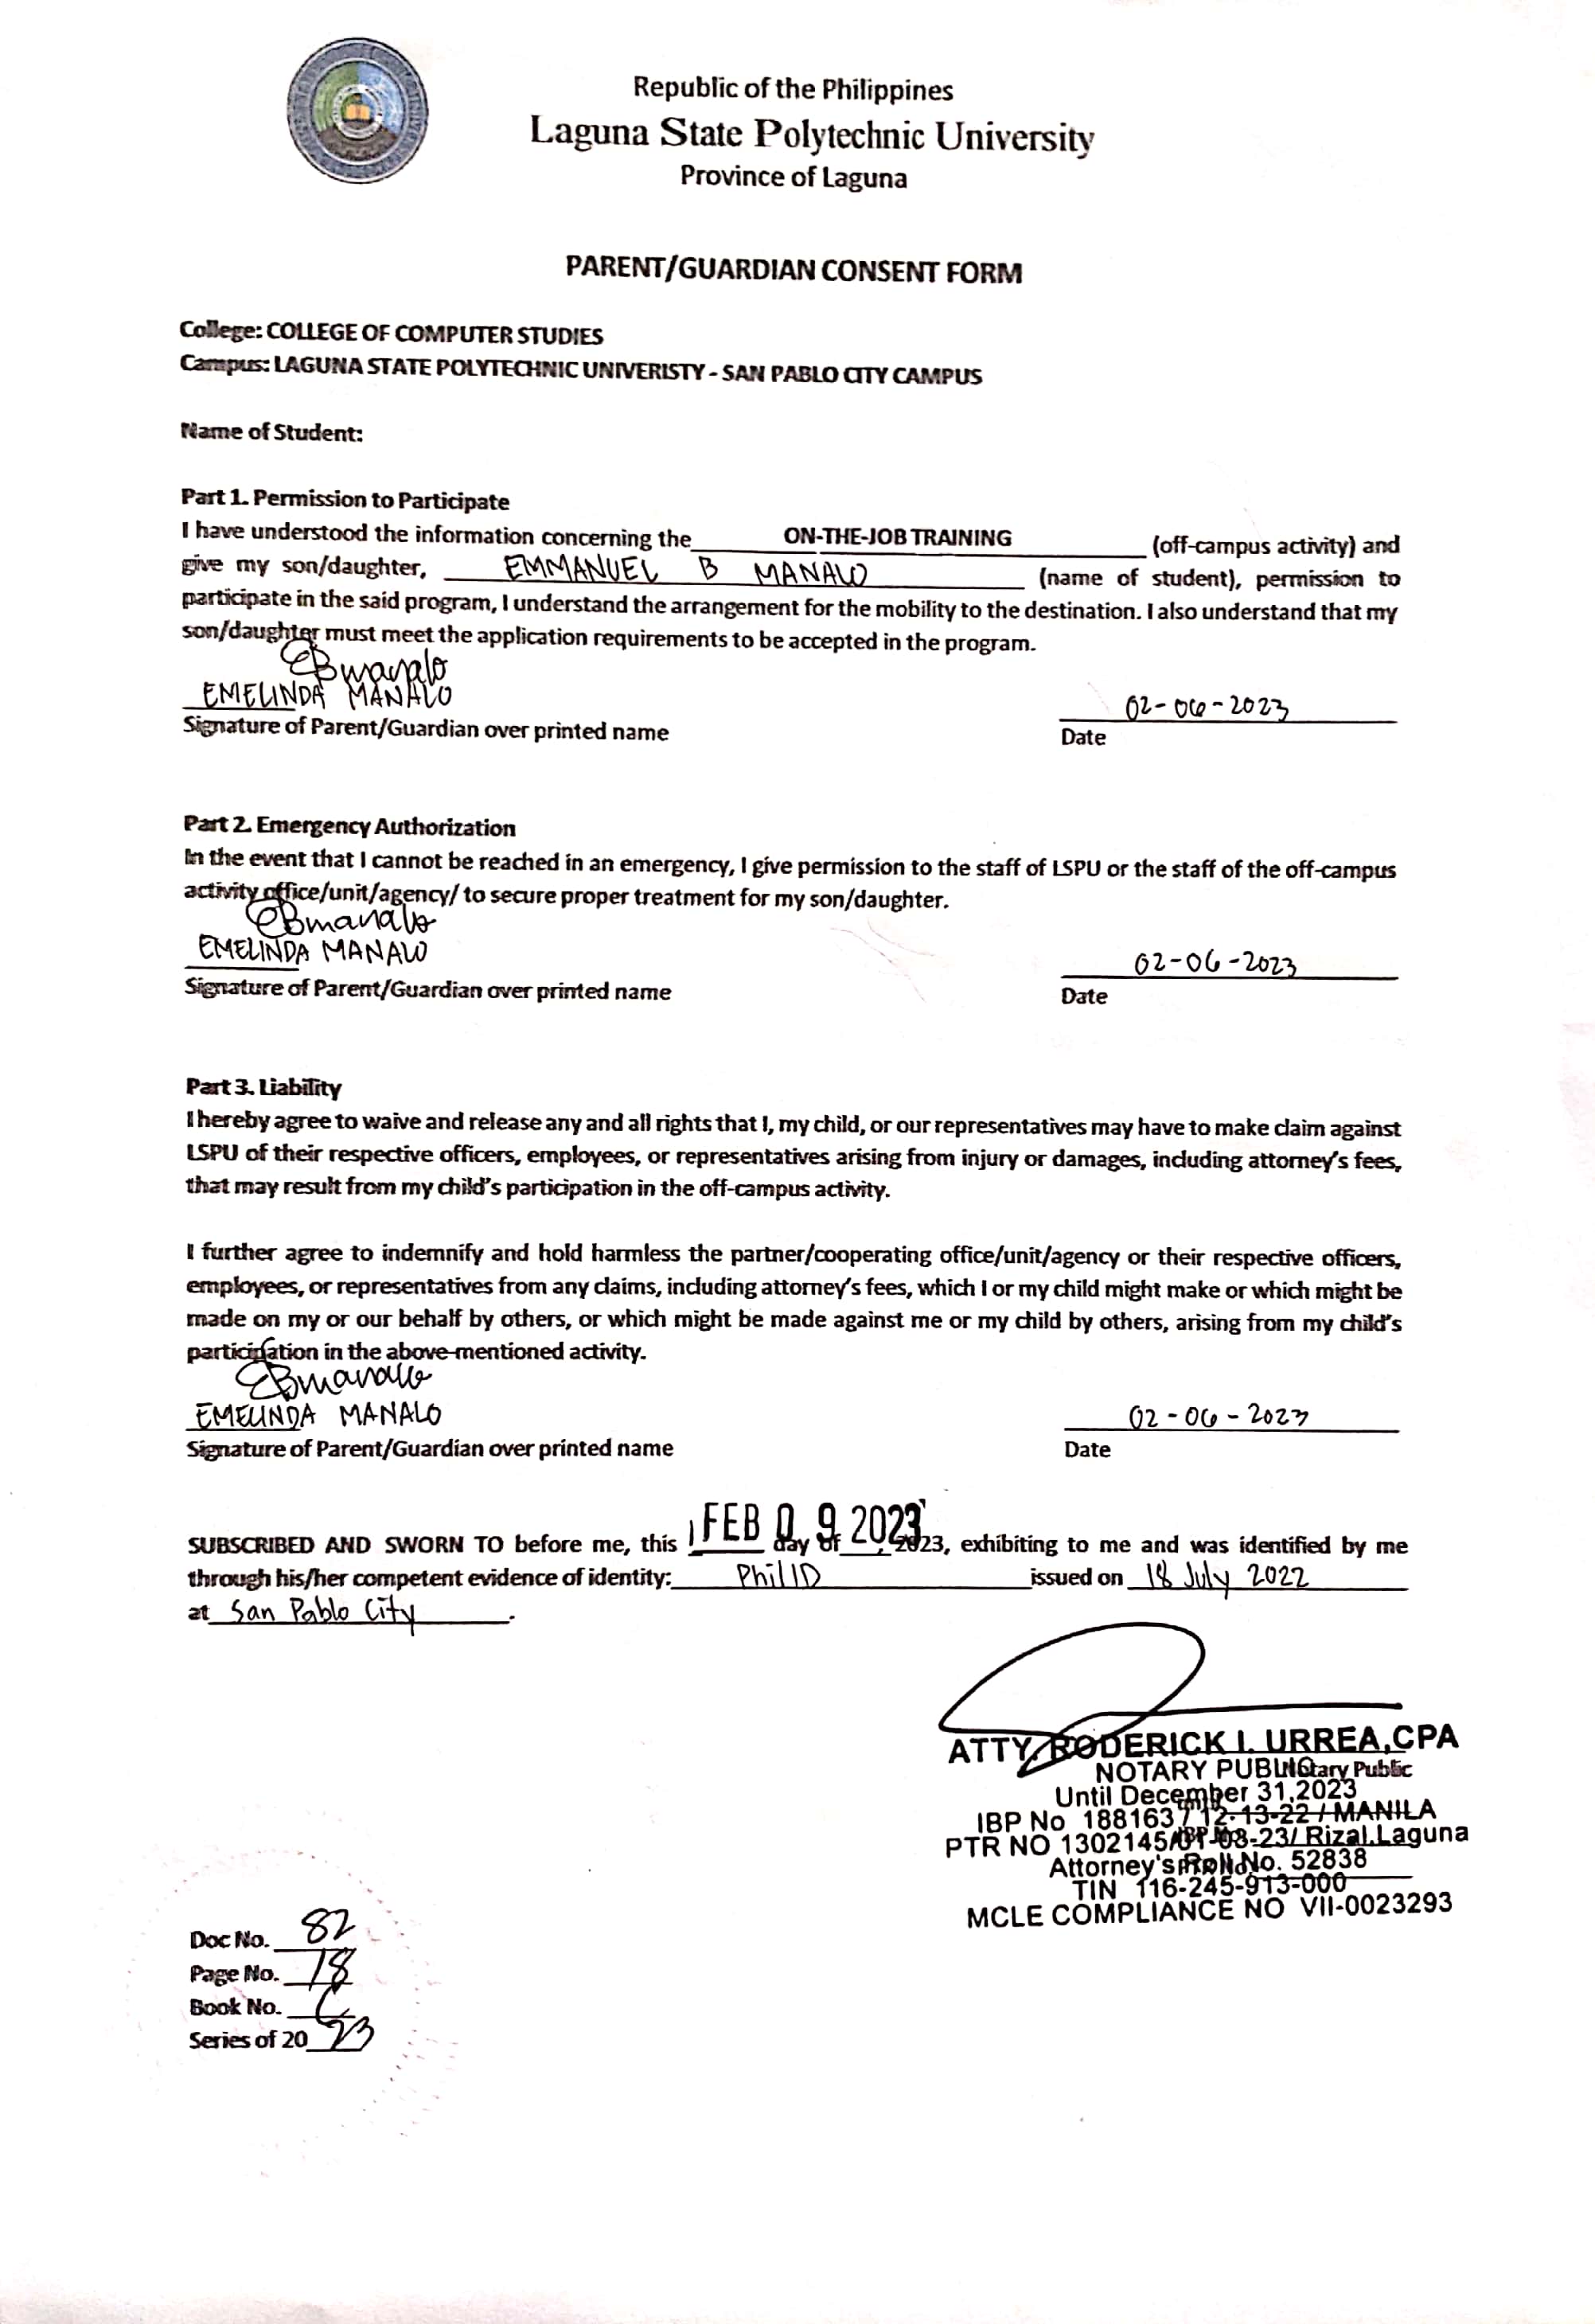 Republic of the Philippines
Laguna State Polytechnic University
Province of Laguna
PARENT/GUARDIAN CONSENT FORM
College: COLLEGE OF COMPUTER STUDIES
Campus: LAGUNA STATE POLYTECHNIC UNIVERISTY - SAN PABLO CITY CAMPUS
Name of Student:
Part 1. Permission to Participate
I have understood the information concerning the ON-THE-JOB TRAINING (off-campus activity) and
give my son/daughter, EMMANUEL B MANALO (name of student), permission to
participate in the said program, I understand the arrangement for the mobility to the destination. I also understand that my
son/daughter must meet the application requirements to be accepted in the program.
EBmanalo
EMELINDA MANALO 02-06-2023
Signature of Parent/Guardian over printed name Date
Part 2. Emergency Authorization
In the event that I cannot be reached in an emergency, I give permission to the staff of LSPU or the staff of the off-campus
activity office/unit/agency/ to secure proper treatment for my son/daughter.
EBmanalo
EMELINDA MANALO 02-06-2023
Signature of Parent/Guardian over printed name Date
Part 3. Liability
I hereby agree to waive and release any and all rights that I, my child, or our representatives may have to make claim against
LSPU of their respective officers, employees, or representatives arising from injury or damages, including attorney's fees,
that may result from my child's participation in the off-campus activity.
I further agree to indemnify and hold harmless the partner/cooperating office/unit/agency or their respective officers,
employees, or representatives from any claims, including attorney's fees, which I or my child might make or which might be
made on my or our behalf by others, or which might be made against me or my child by others, arising from my child's
participation in the above-mentioned activity.
EBmanalo
EMELINDA MANALO 02-06-2023
Signature of Parent/Guardian over printed name Date
FEB 09 2023
SUBSCRIBED AND SWORN TO before me, this ____ day of ____, 2023, exhibiting to me and was identified by me
through his/her competent evidence of identity: PhilID issued on 18 July 2022
at San Pablo City.
ATTY. RODERICK I. URREA, CPA
NOTARY PUBLIC Notary Public
Until December 31, 2023
IBP No 188163 / 12-13-22 / MANILA
PTR NO 1302145/01-03-23/ Rizal, Laguna
Attorney's Roll No. 52838
TIN 116-245-913-000
MCLE COMPLIANCE NO VII-0023293
Doc No. 82
Page No. 18
Book No.
Series of 20 23